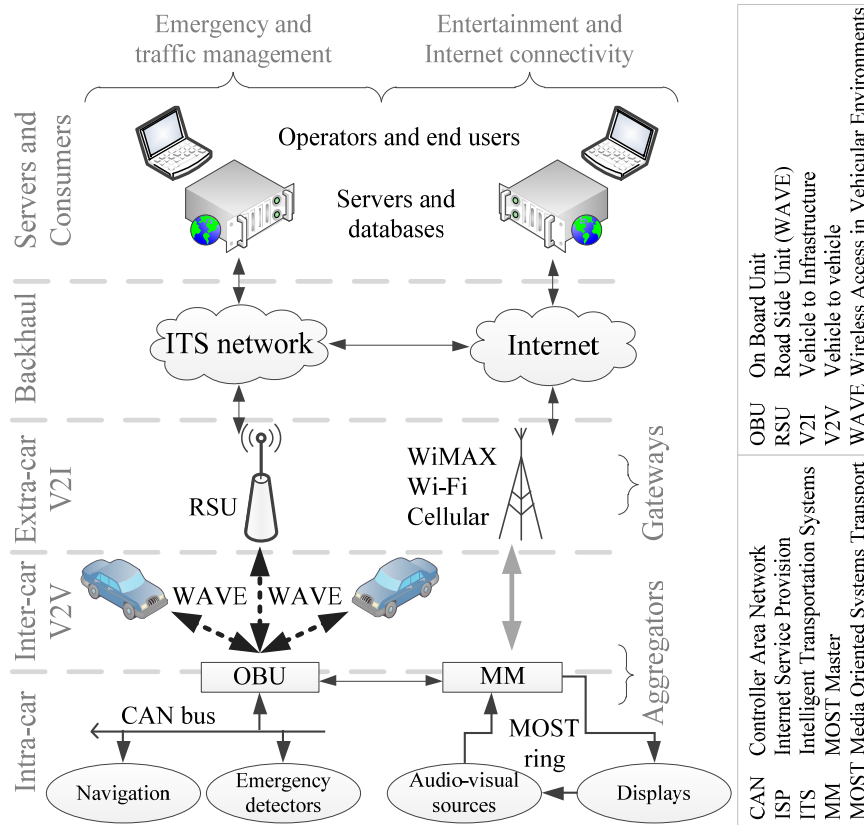 Emergency and
traffic management
Entertainment and
Internet connectivity
Servers and
Consumers
Operators and end users
Servers and
databases
Backhaul
ITS network
Internet
Extra-car
V2I
RSU
WiMAX
Wi-Fi
Cellular
Gateways
Inter-car
V2V
WAVE
WAVE
Aggregators
OBU
MM
Intra-car
CAN bus
MOST
ring
Navigation
Emergency
detectors
Audio-visual
sources
Displays
OBU On Board Unit
RSU Road Side Unit (WAVE)
V2I Vehicle to Infrastructure
V2V Vehicle to vehicle
WAVE Wireless Access in Vehicular Environments
CAN Controller Area Network
ISP Internet Service Provision
ITS Intelligent Transportation Systems
MM MOST Master
MOST Media Oriented Systems Transport